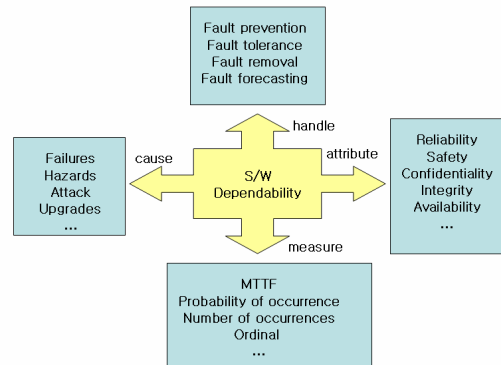 Fault prevention
Fault tolerance
Fault removal
Fault forecasting
handle
cause
attribute
Failures
Hazards
Attack
Upgrades
...
S/W
Dependability
Reliability
Safety
Confidentiality
Integrity
Availability
...
measure
MTTF
Probability of occurrence
Number of occurrences
Ordinal
...